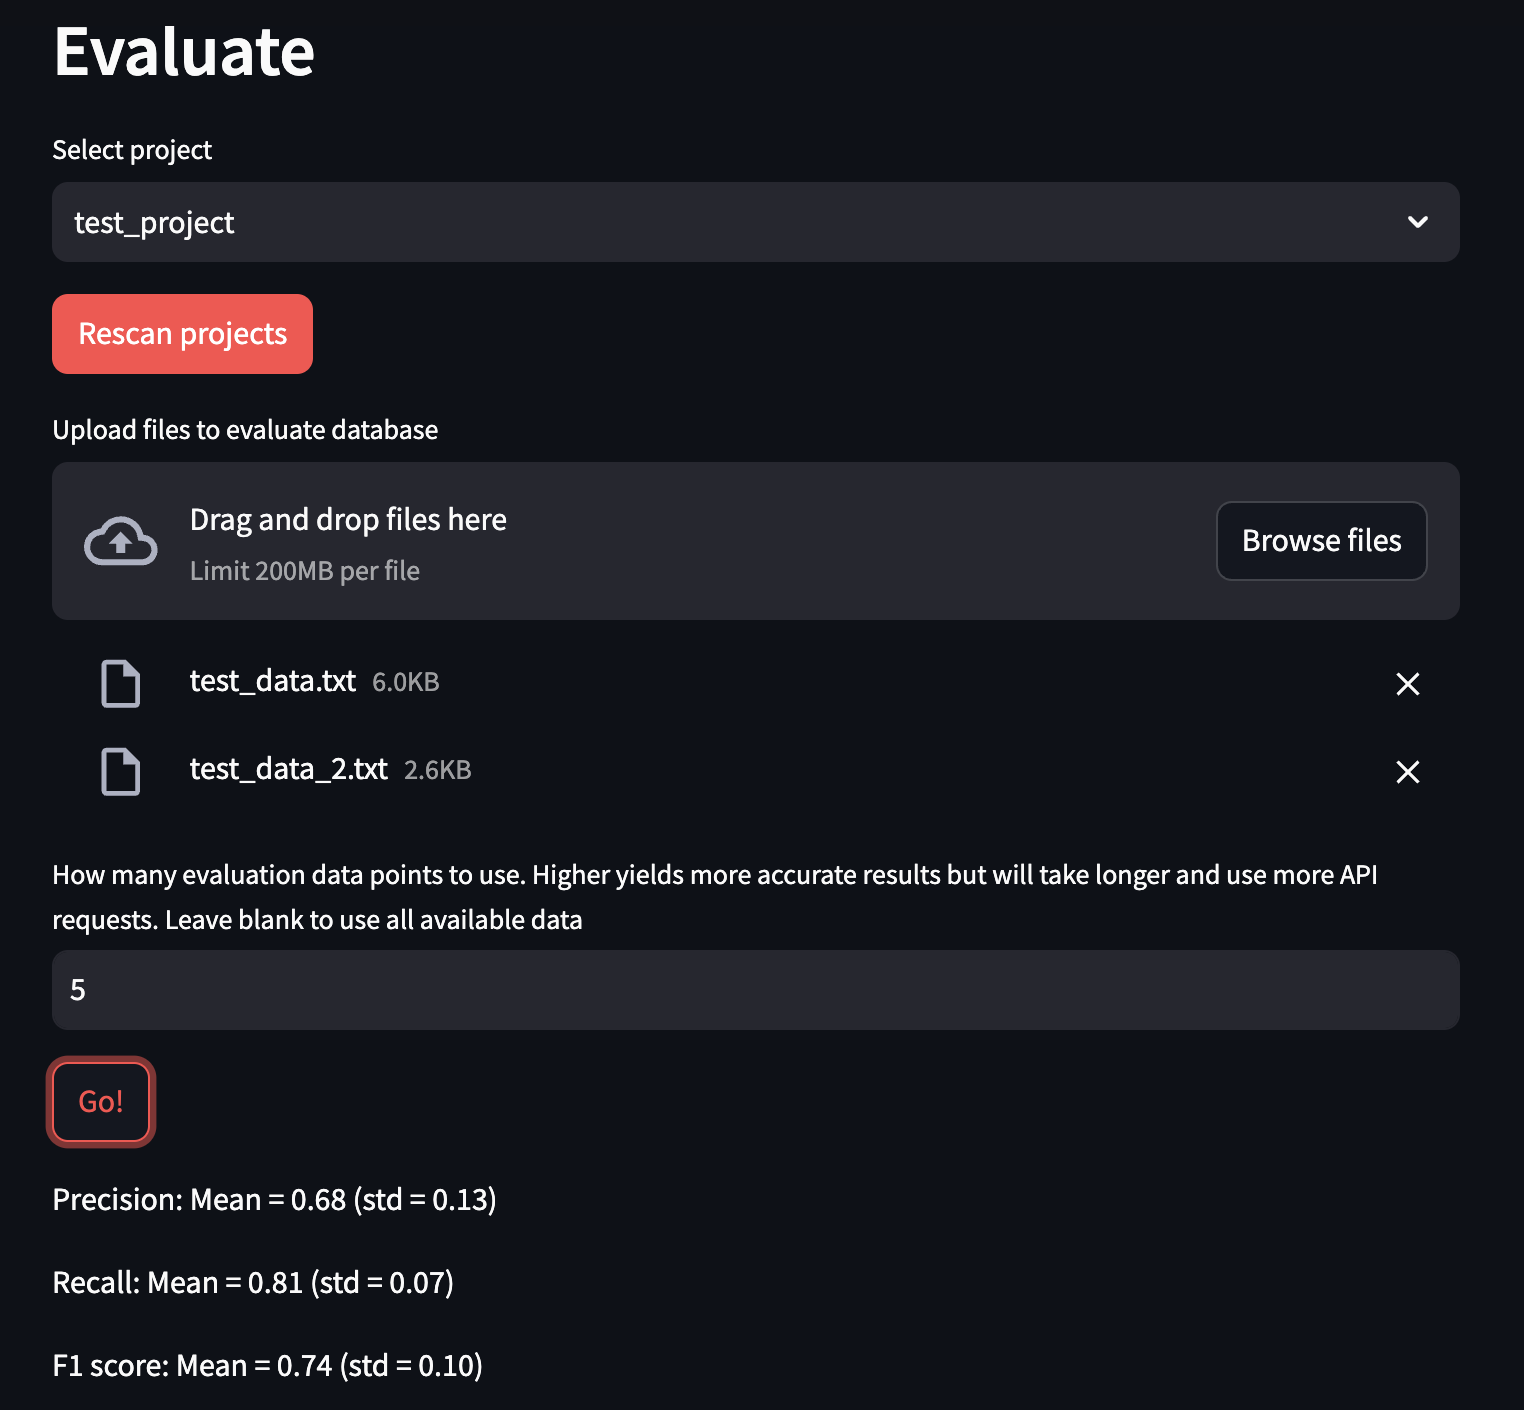 Evaluate
Select project
test_project
Rescan projects
Upload files to evaluate database
Drag and drop files here
Limit 200MB per file
Browse files
test_data.txt 6.0KB
test_data_2.txt 2.6KB
How many evaluation data points to use. Higher yields more accurate results but will take longer and use more API
requests. Leave blank to use all available data
5
Go!
Precision: Mean = 0.68 (std = 0.13)
Recall: Mean = 0.81 (std = 0.07)
F1 score: Mean = 0.74 (std = 0.10)